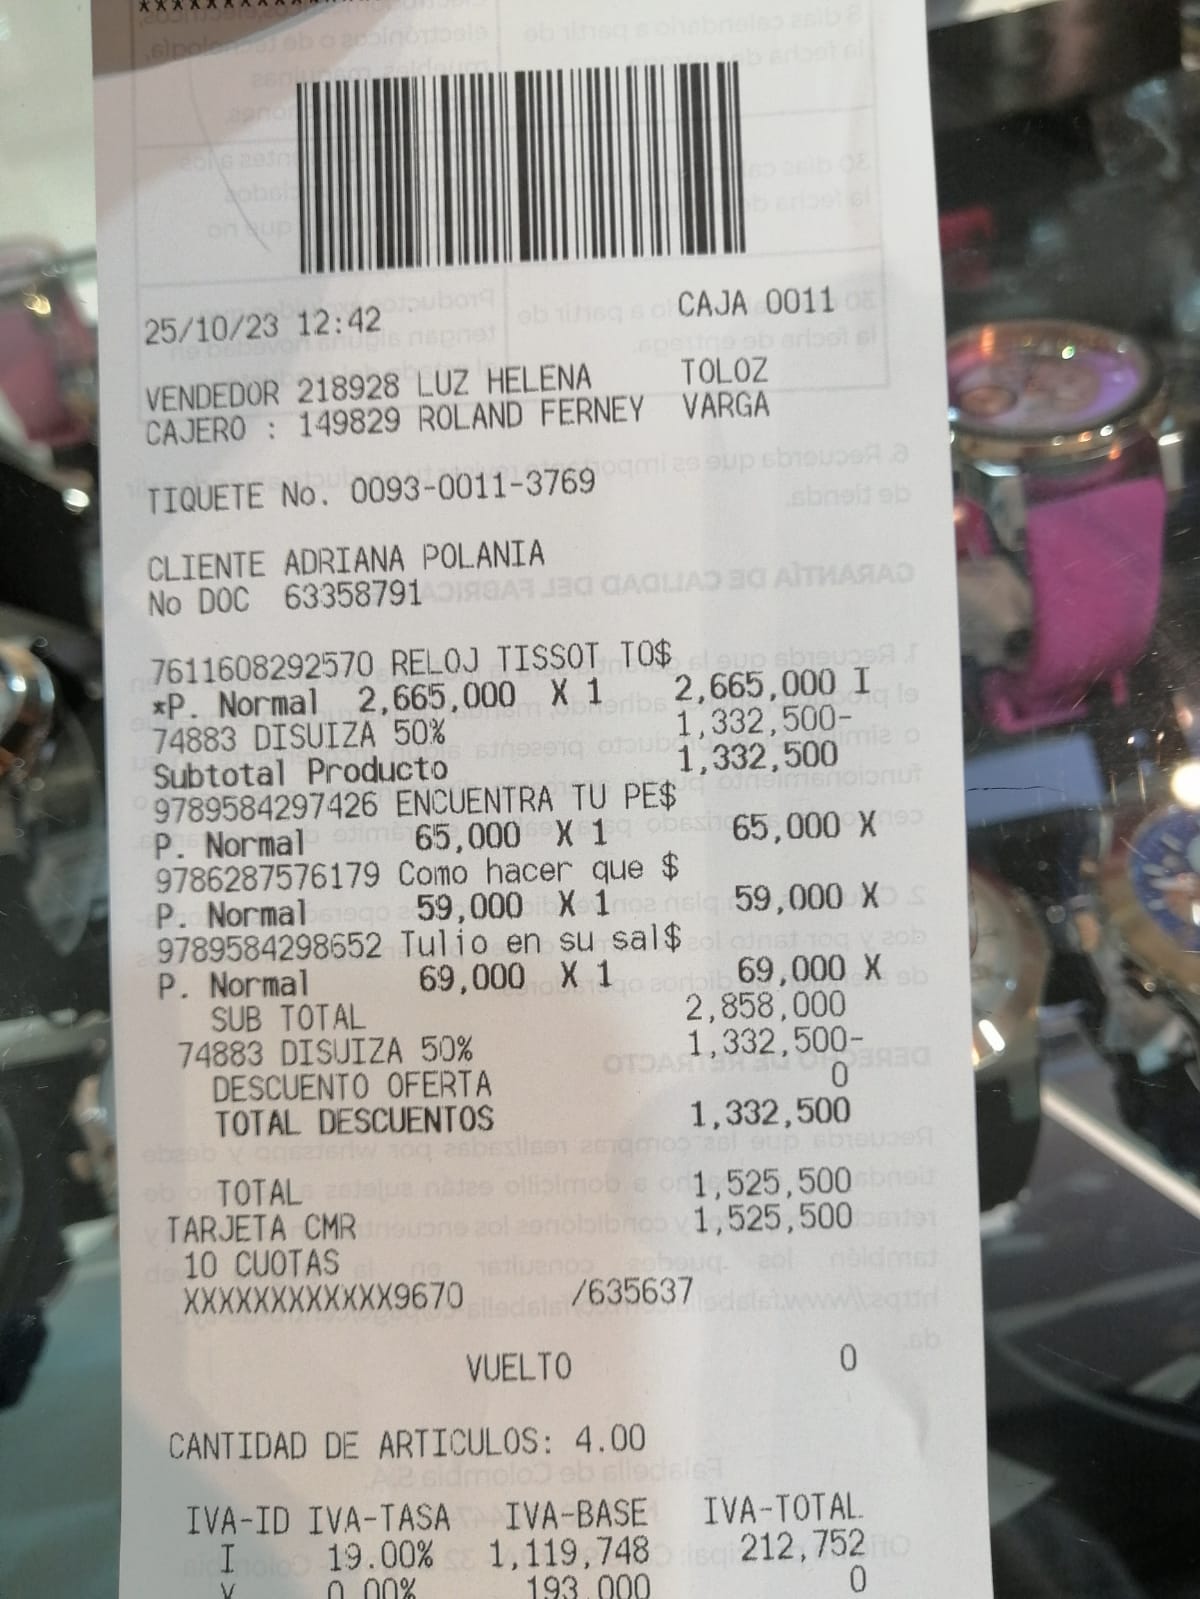 ********
25/10/23 12:42 CAJA 0011
VENDEDOR 218928 LUZ HELENA TOLOZ
CAJERO : 149829 ROLAND FERNEY VARGA
TIQUETE No. 0093-0011-3769
CLIENTE ADRIANA POLANIA
No DOC 63358791
7611608292570 RELOJ TISSOT TO$
*P. Normal 2,665,000 X 1 2,665,000 I
74883 DISUIZA 50% 1,332,500-
Subtotal Producto 1,332,500
9789584297426 ENCUENTRA TU PE$
P. Normal 65,000 X 1 65,000 X
9786287576179 Como hacer que $
P. Normal 59,000 X 1 59,000 X
9789584298652 Tulio en su sal$
P. Normal 69,000 X 1 69,000 X
SUB TOTAL 2,858,000
74883 DISUIZA 50% 1,332,500-
DESCUENTO OFERTA 0
TOTAL DESCUENTOS 1,332,500
TOTAL 1,525,500
TARJETA CMR 1,525,500
10 CUOTAS
XXXXXXXXXXXX9670 /635637
VUELTO 0
CANTIDAD DE ARTICULOS: 4.00
IVA-ID IVA-TASA IVA-BASE IVA-TOTAL
I 19.00% 1,119,748 212,752
X 0.00% 193,000 0